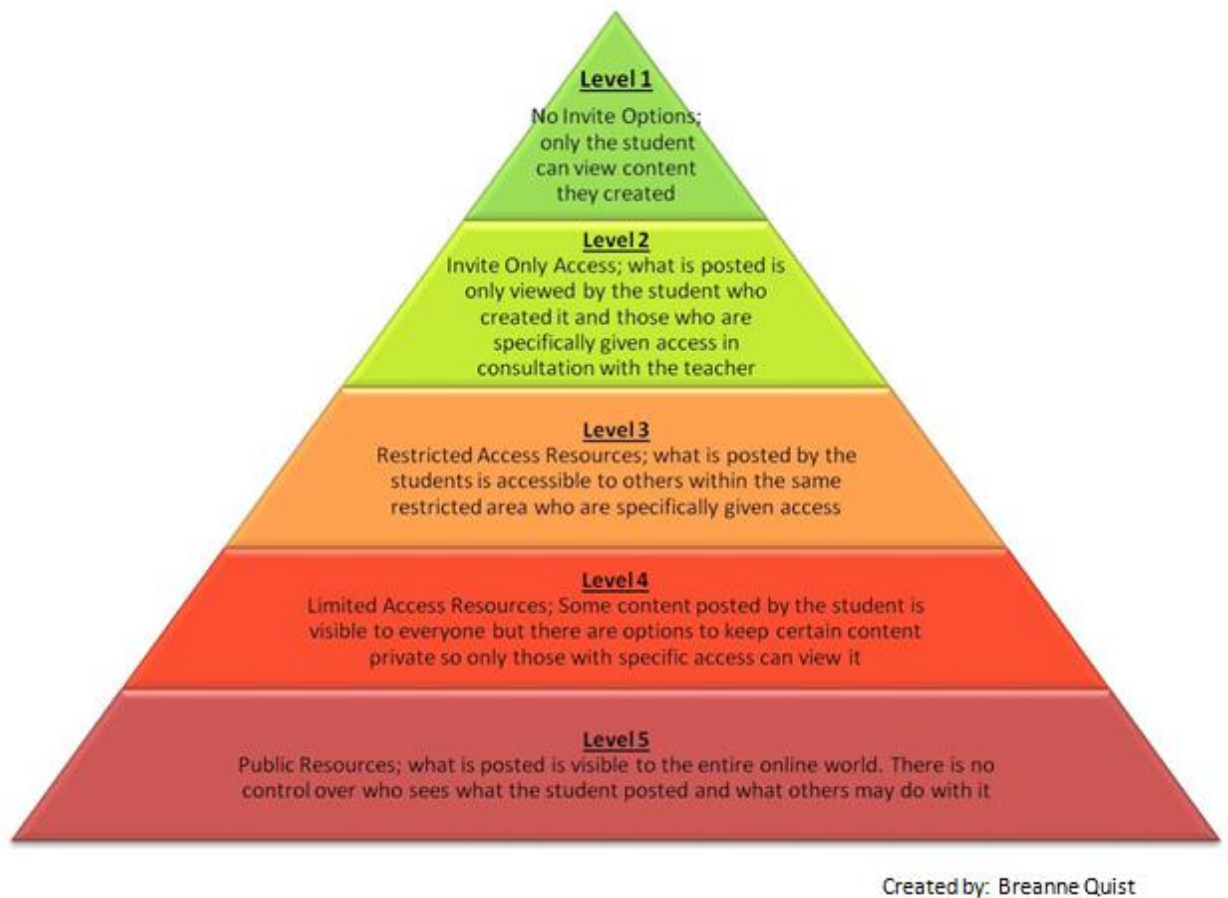 Level 1
No Invite Options;
only the student
can view content
they created
Level 2
Invite Only Access; what is posted is
only viewed by the student who
created it and those who are
specifically given access in
consultation with the teacher
Level 3
Restricted Access Resources; what is posted by the
students is accessible to others within the same
restricted area who are specifically given access
Level 4
Limited Access Resources; Some content posted by the student is
visible to everyone but there are options to keep certain content
private so only those with specific access can view it
Level 5
Public Resources; what is posted is visible to the entire online world. There is no
control over who sees what the student posted and what others may do with it
Created by: Breanne Quist